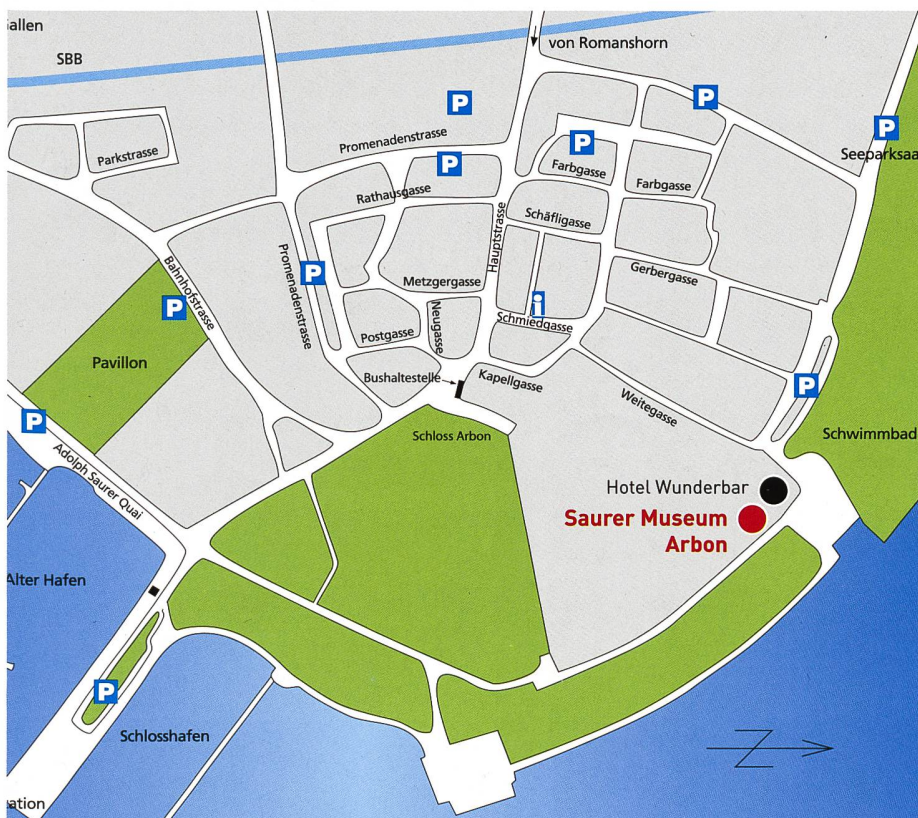 allen
SBB
von Romanshorn
P
P
P
Parkstrasse
Promenadenstrasse
P
P
Seeparksaa
Farbgasse
Farbgasse
Rathausgasse
Schäfligasse
Hauptstrasse
Bahnhofstrasse
Promenadenstrasse
P
Metzgergasse
Gerbergasse
P
i
Neugasse
Postgasse
Schmiedgasse
Pavillon
Bushaltestelle
Kapellgasse
Weitegasse
P
P
Schloss Arbon
Schwimmbad
Adolph Saurer Quai
Hotel Wunderbar
Saurer Museum
Arbon
Alter Hafen
P
Schlosshafen
N
ation